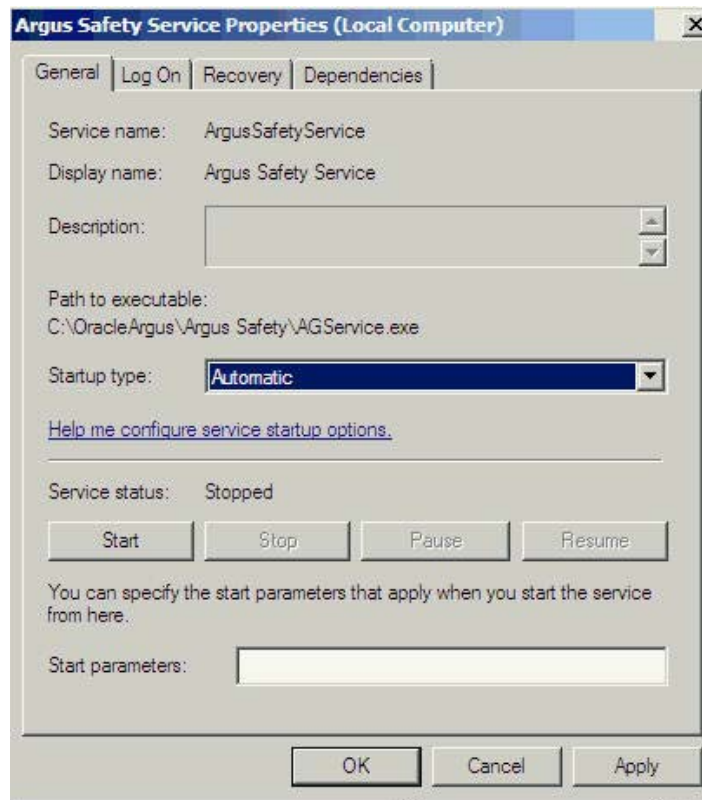 Argus Safety Service Properties (Local Computer)
General Log On Recovery Dependencies
Service name: ArgusSafetyService
Display name: Argus Safety Service
Description:
Path to executable:
C:\OracleArgus\Argus Safety\AGService.exe
Startup type: Automatic
Help me configure service startup options.
Service status: Stopped
Start Stop Pause Resume
You can specify the start parameters that apply when you start the service
from here.
Start parameters:
OK Cancel Apply